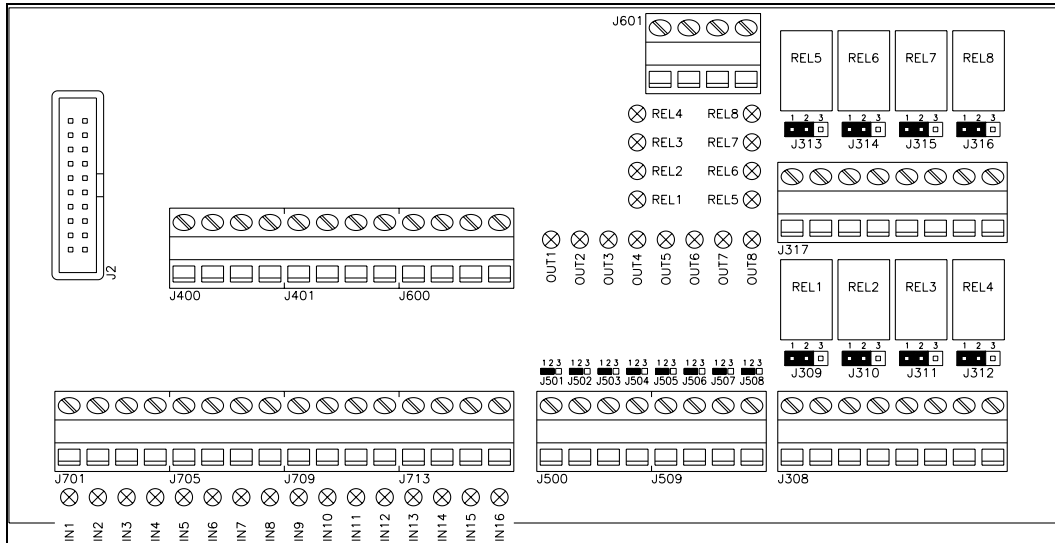 J601
REL5 REL6 REL7 REL8
REL4 REL8
1 2 3 1 2 3 1 2 3 1 2 3
J313 J314 J315 J316
REL3 REL7
REL2 REL6
REL1 REL5
J2
J317
OUT1 OUT2 OUT3 OUT4 OUT5 OUT6 OUT7 OUT8
J400 J401 J600
REL1 REL2 REL3 REL4
1 2 3 1 2 3 1 2 3 1 2 3
J309 J310 J311 J312
1 2 3 1 2 3 1 2 3 1 2 3 1 2 3 1 2 3 1 2 3 1 2 3
J501 J502 J503 J504 J505 J506 J507 J508
J701 J705 J709 J713 J500 J509 J308
IN1 IN2 IN3 IN4 IN5 IN6 IN7 IN8 IN9 IN10 IN11 IN12 IN13 IN14 IN15 IN16